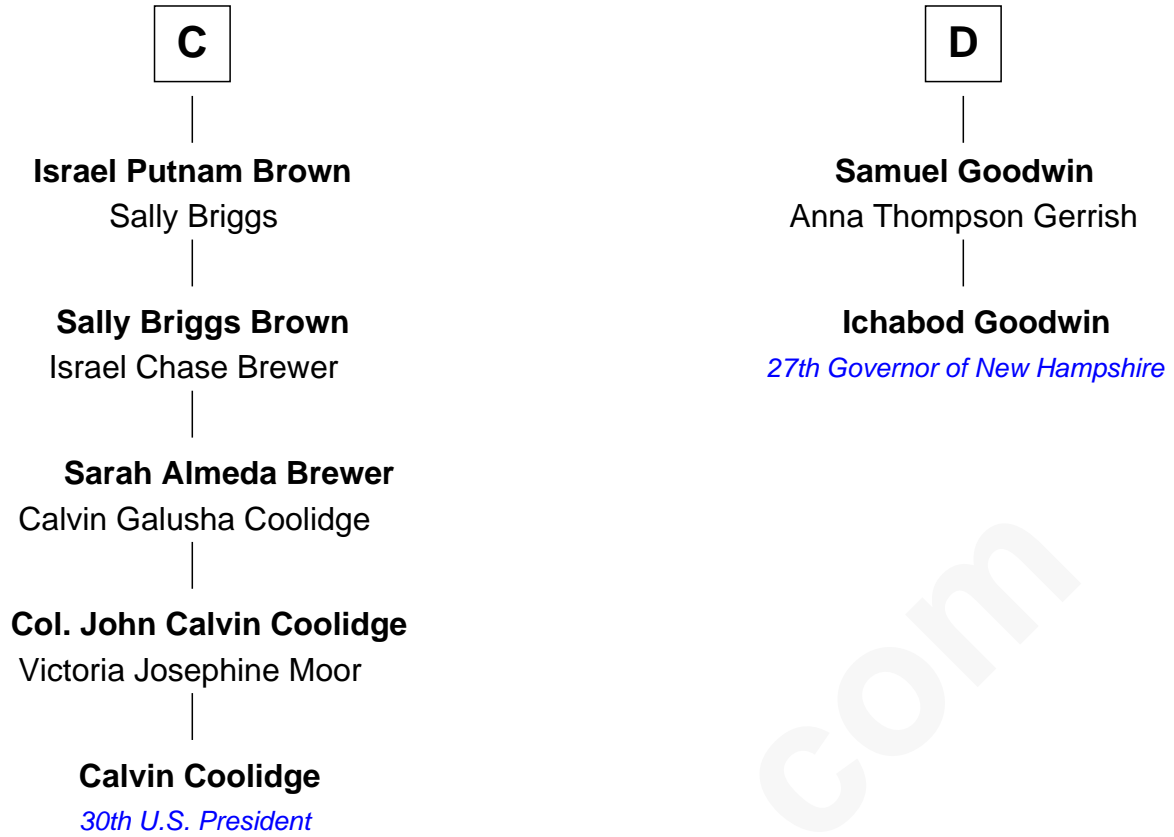 C
Israel Putnam Brown
Sally Briggs
Sally Briggs Brown
Israel Chase Brewer
Sarah Almeda Brewer
Calvin Galusha Coolidge
Col. John Calvin Coolidge
Victoria Josephine Moor
Calvin Coolidge
30th U.S. President
D
Samuel Goodwin
Anna Thompson Gerrish
Ichabod Goodwin
27th Governor of New Hampshire
com